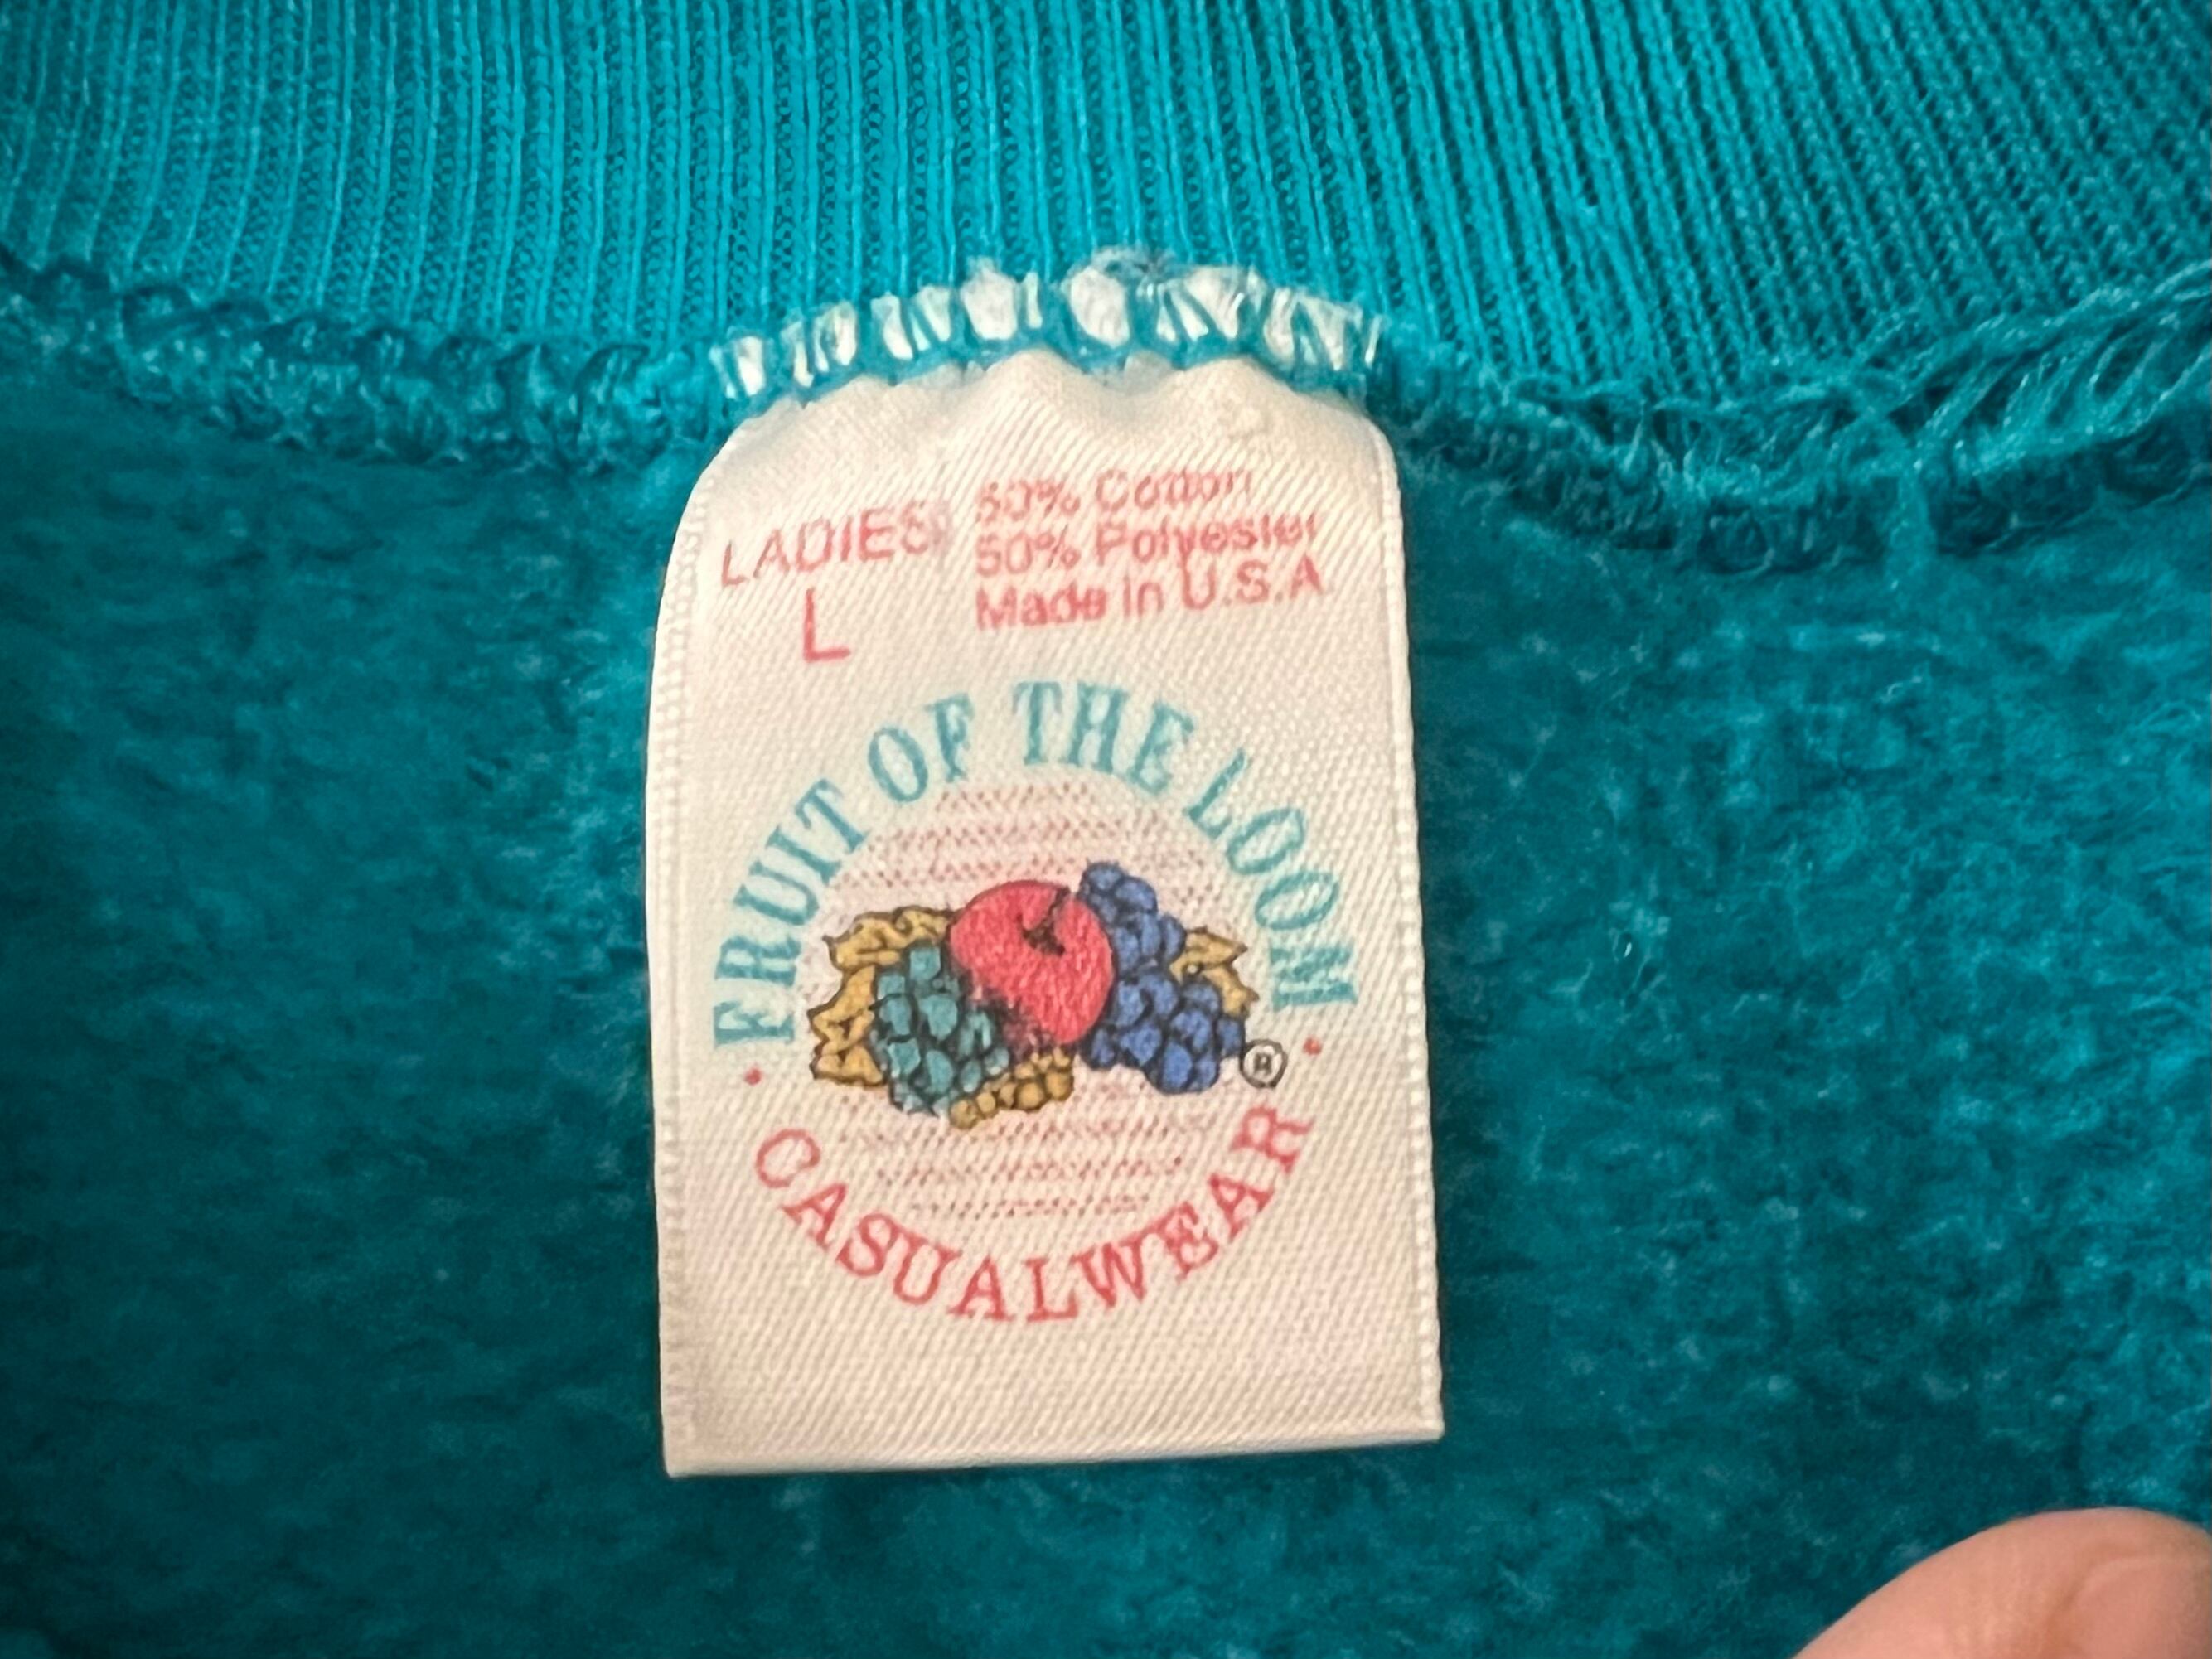 LADIES
L
50% Cotton
50% Polyester
Made in U.S.A.
FRUIT OF THE LOOM
®
CASUALWEAR